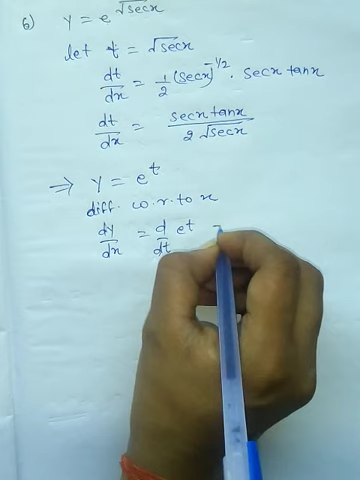 6) y = e^√secx
let t = √secx
dt/dx = 1/2 (secx)^-1/2 . secx tanx
dt/dx = secx tanx / 2√secx
⇒ y = e^t
diff. w.r.to x
dy/dx = d/dt e^t =